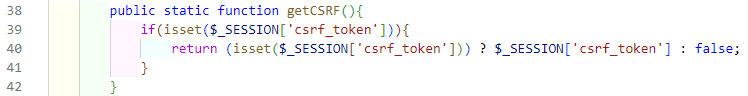 38 public static function getCSRF(){
39 if(isset($_SESSION['csrf_token'])){
40 return (isset($_SESSION['csrf_token'])) ? $_SESSION['csrf_token'] : false;
41 }
42 }